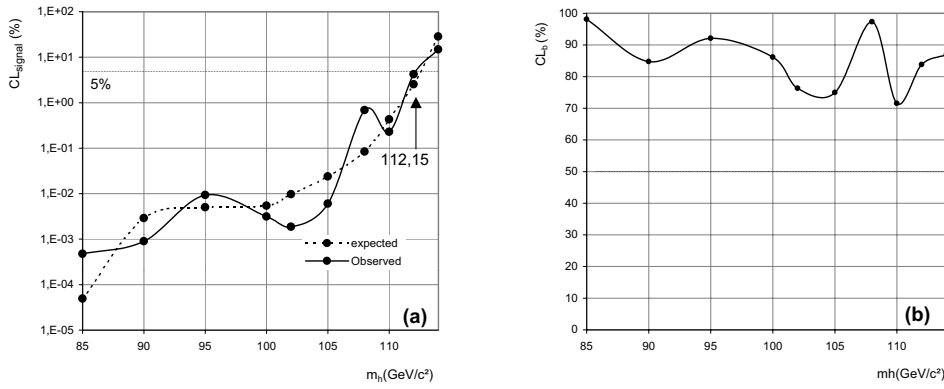 CLsignal (%)
1,E+02
1,E+01
1,E+00
1,E-01
1,E-02
1,E-03
1,E-04
1,E-05
5%
112,15
expected
Observed
(a)
85 90 95 100 105 110
mh(GeV/c²)
CLb (%)
100
90
80
70
60
50
40
30
20
10
0
(b)
85 90 95 100 105 110
mh(GeV/c²)